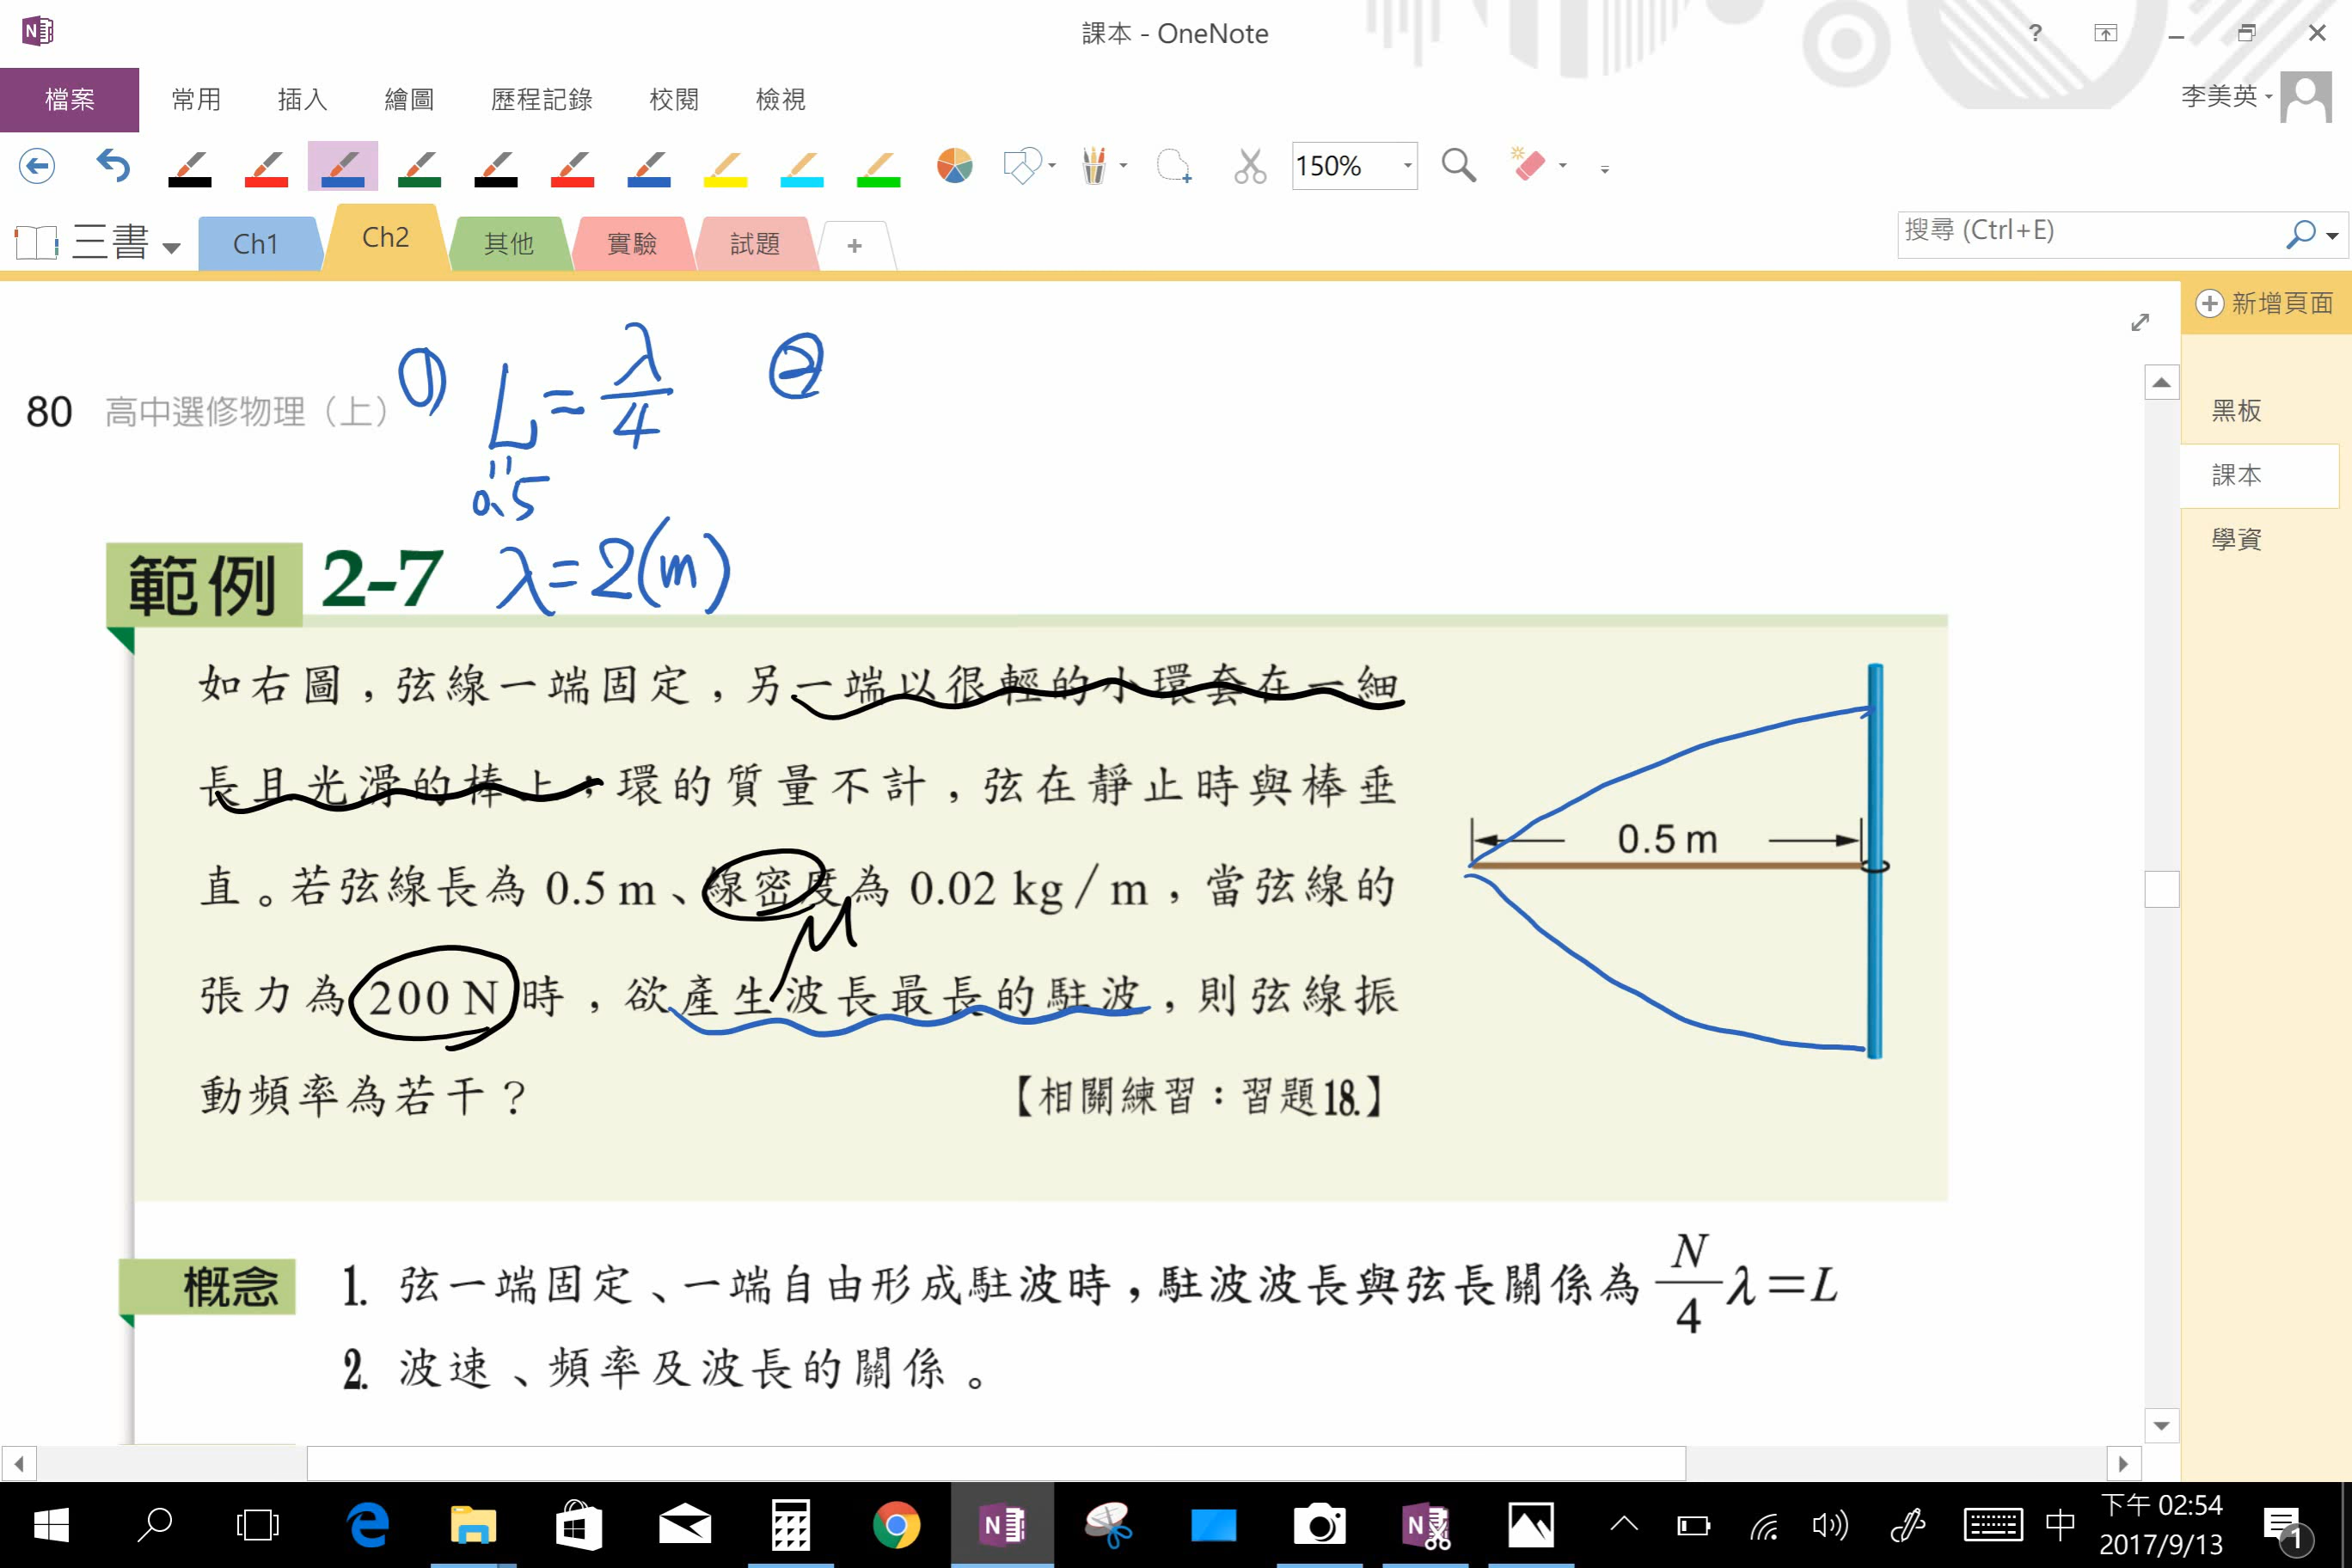 課本 - OneNote
?
檔案 常用 插入 繪圖 歷程記錄 校閱 檢視
李美英
150%
三書 Ch1 Ch2 其他 實驗 試題 +
搜尋 (Ctrl+E)
新增頁面
黑板
課本
學資
① L = λ/4 ②
"
0.5
80 高中選修物理（上）
範例 2-7 λ = 2(m)
如右圖，弦線一端固定，另一端以很輕的小環套在一細
長且光滑的棒上；環的質量不計，弦在靜止時與棒垂
直。若弦線長為 0.5 m、線密度為 0.02 kg／m，當弦線的
μ
張力為 200 N 時，欲產生波長最長的駐波，則弦線振
動頻率為若干？ 【相關練習：習題18.】
0.5 m
概念 1. 弦一端固定、一端自由形成駐波時，駐波波長與弦長關係為 N/4 λ＝L
2. 波速、頻率及波長的關係。
中
下午 02:54
2017/9/13
1